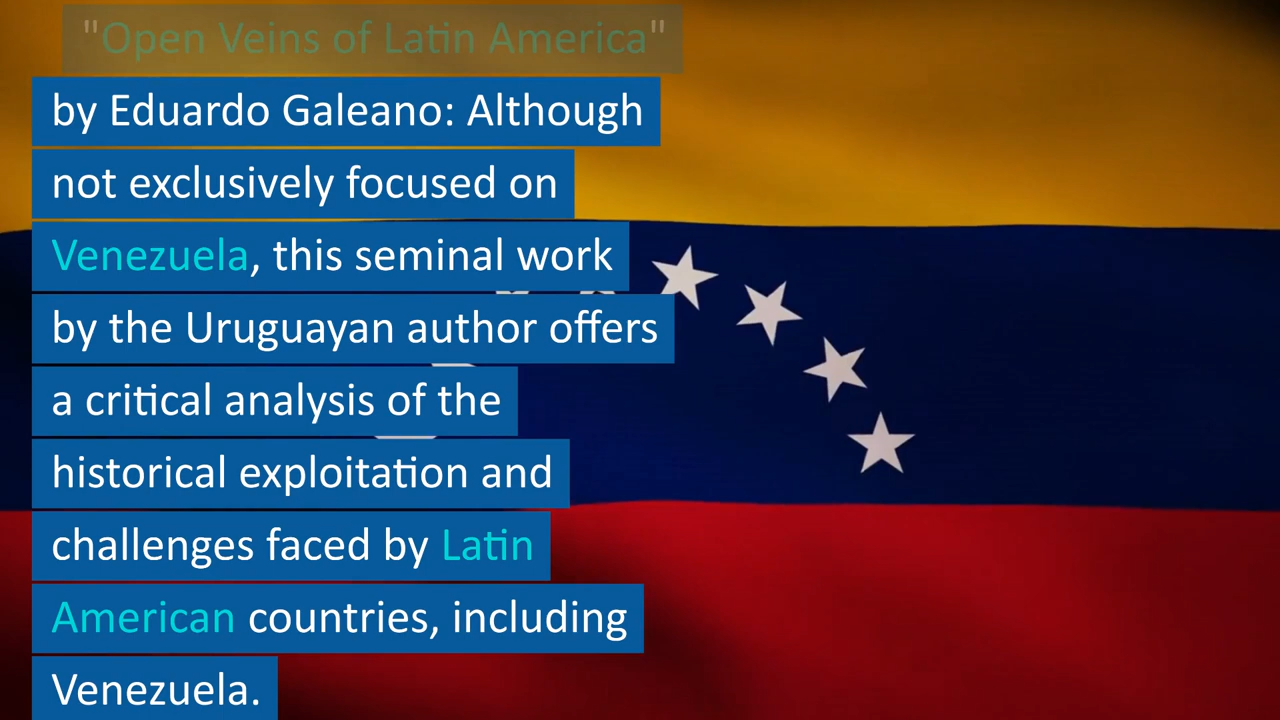 "Open Veins of Latin America"
by Eduardo Galeano: Although
not exclusively focused on
Venezuela, this seminal work
by the Uruguayan author offers
a critical analysis of the
historical exploitation and
challenges faced by Latin
American countries, including
Venezuela.